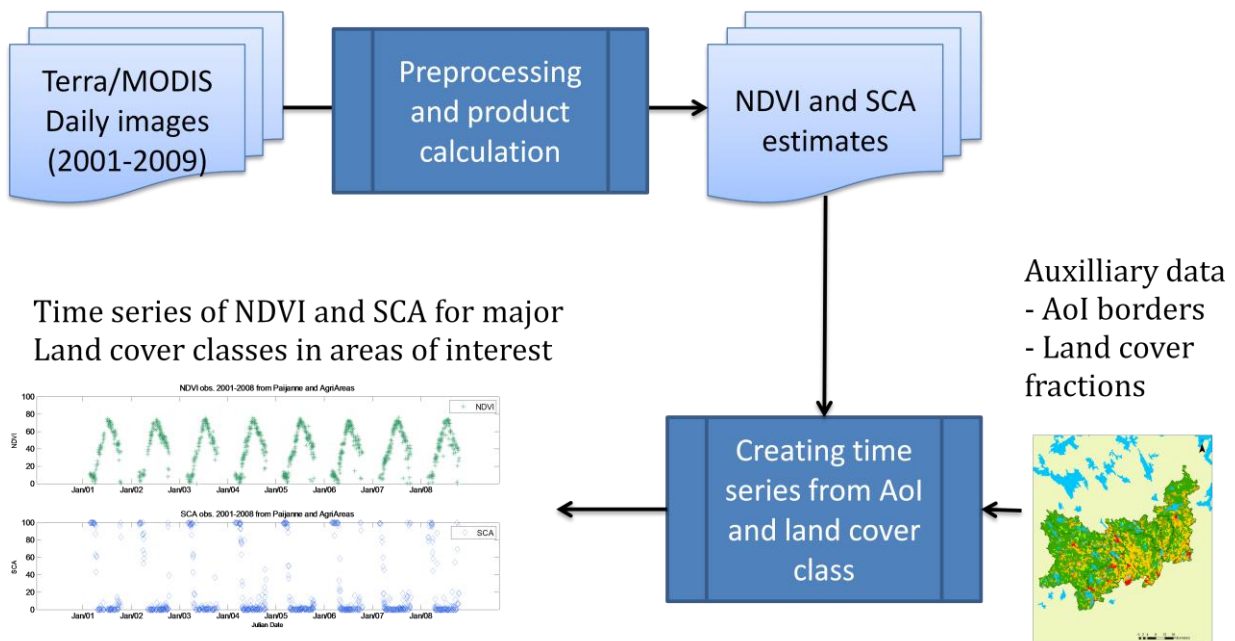 Terra/MODIS
Daily images
(2001-2009)
Preprocessing
and product
calculation
NDVI and SCA
estimates
Auxilliary data
- AoI borders
- Land cover
fractions
Creating time
series from AoI
and land cover
class
Time series of NDVI and SCA for major
Land cover classes in areas of interest
NDVI obs. 2001-2008 from Paijanne and AgriAreas
NDVI
NDVI
100
80
60
40
20
0
Jan/01 Jan/02 Jan/03 Jan/04 Jan/05 Jan/06 Jan/07 Jan/08
SCA obs. 2001-2008 from Paijanne and AgriAreas
SCA
SCA
100
80
60
40
20
0
Jan/01 Jan/02 Jan/03 Jan/04 Jan/05 Jan/06 Jan/07 Jan/08
Julian Date